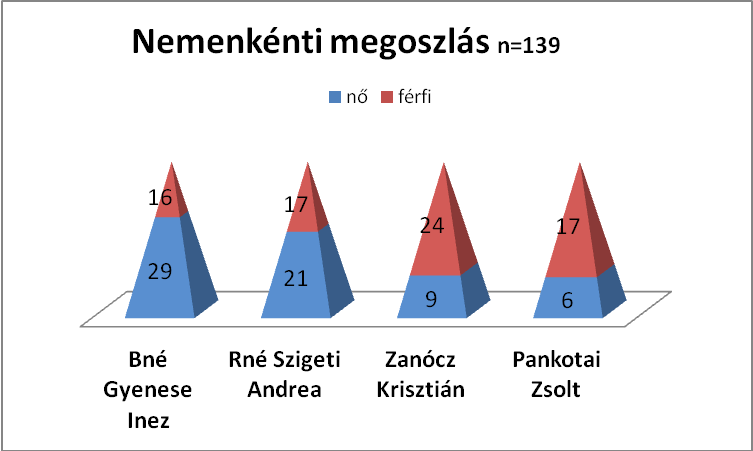 Nemenkénti megoszlás n=139
nő férfi
16 17 24 17
29 21 9 6
Bné Gyenese Inez
Rné Szigeti Andrea
Zanócz Krisztián
Pankotai Zsolt